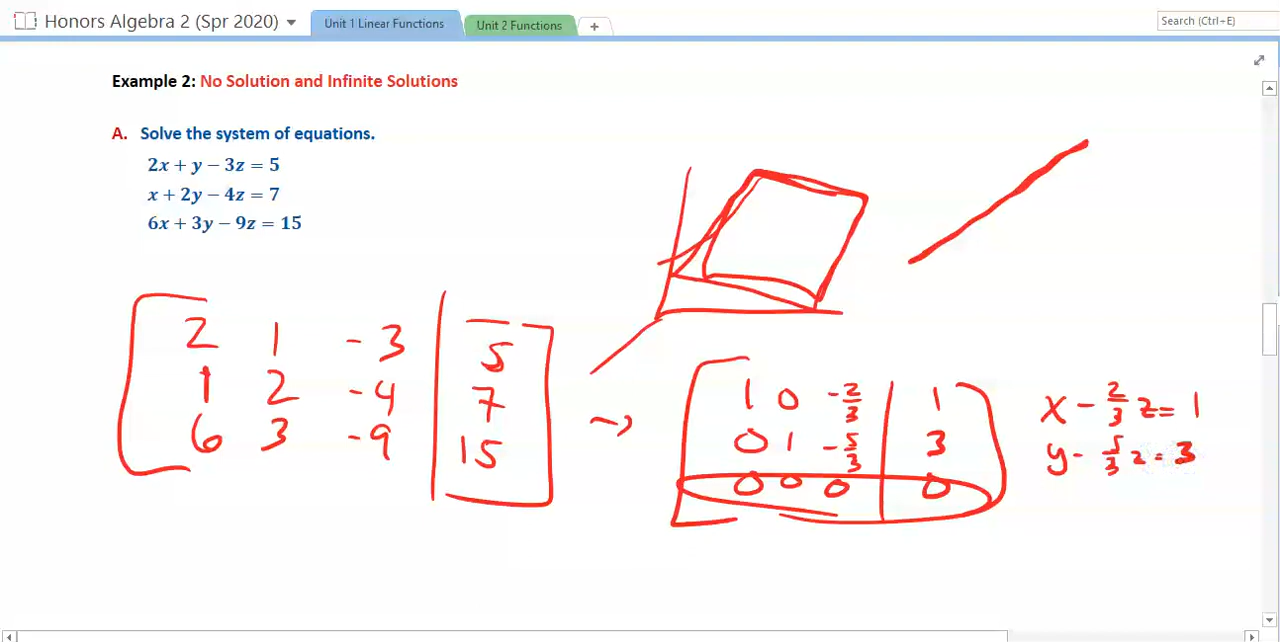 Honors Algebra 2 (Spr 2020)
Unit 1 Linear Functions
Unit 2 Functions
+
Search (Ctrl+E)
Example 2: No Solution and Infinite Solutions
A. Solve the system of equations.
2x + y − 3z = 5
x + 2y − 4z = 7
6x + 3y − 9z = 15
2 1 -3 | 5
1 2 -4 | 7
6 3 -9 | 15
~>
1 0 -2/3 | 1
0 1 -5/3 | 3
0 0 0 | 0
x - 2/3 z = 1
y - 5/3 z = 3